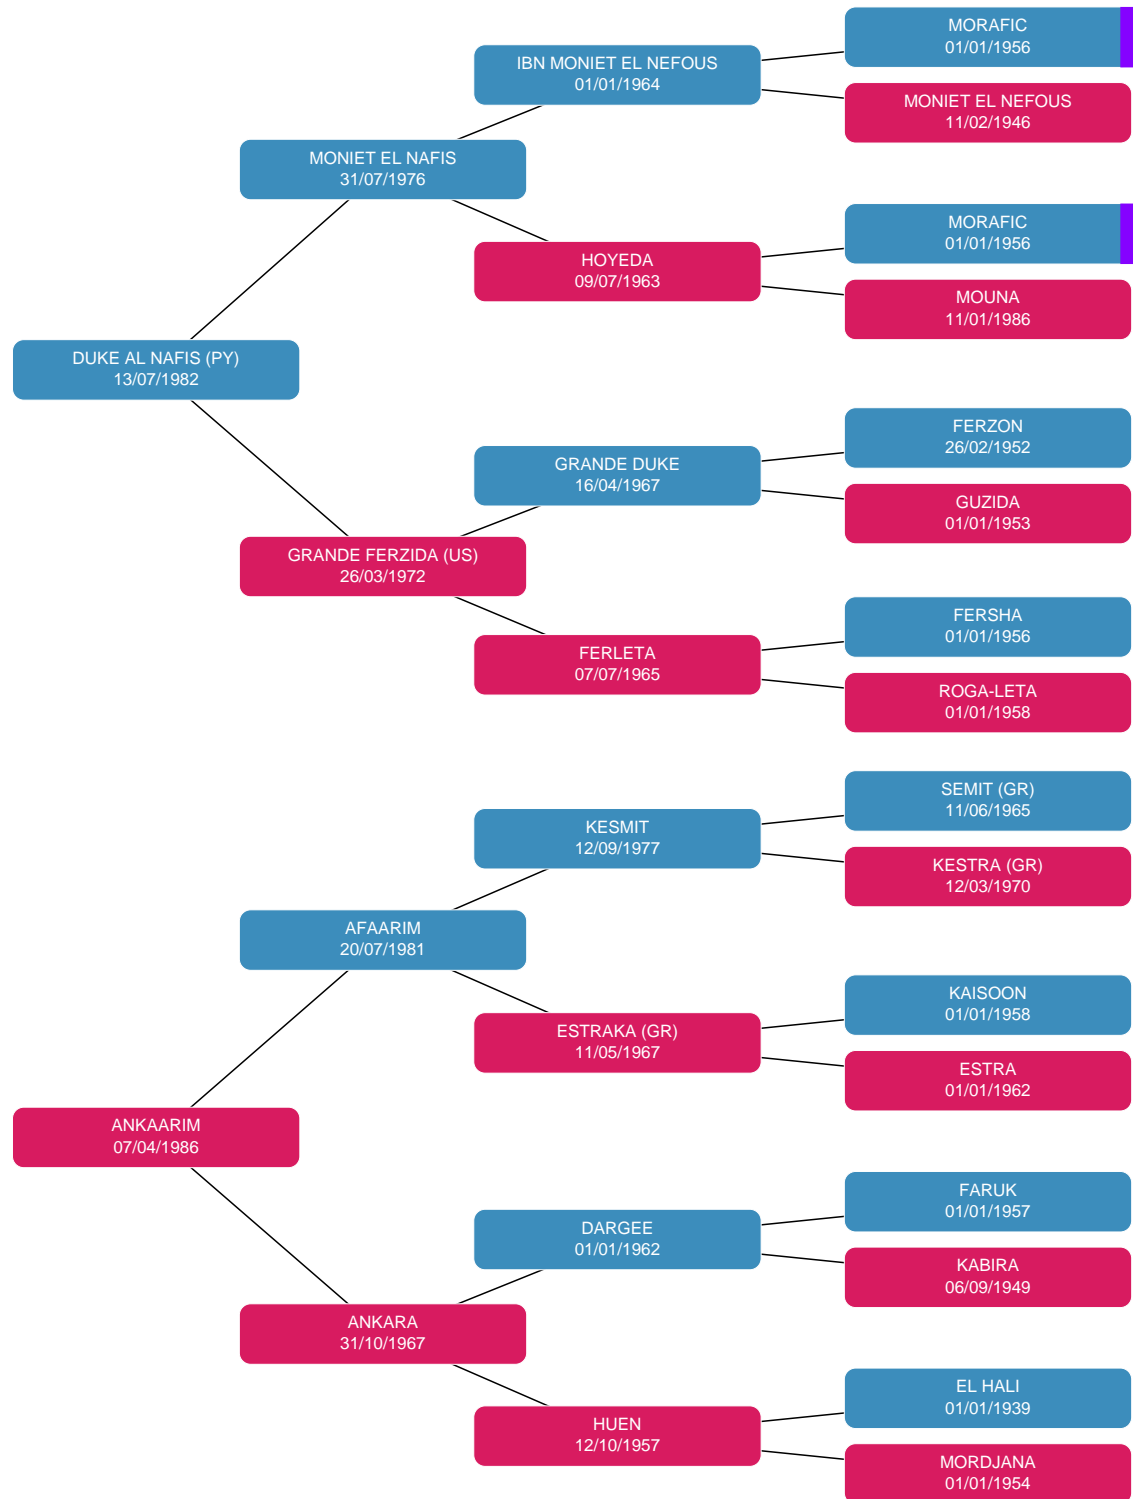 MORAFIC
01/01/1956
IBN MONIET EL NEFOUS
01/01/1964
MONIET EL NEFOUS
11/02/1946
MONIET EL NAFIS
31/07/1976
MORAFIC
01/01/1956
HOYEDA
09/07/1963
MOUNA
11/01/1986
DUKE AL NAFIS (PY)
13/07/1982
FERZON
26/02/1952
GRANDE DUKE
16/04/1967
GUZIDA
01/01/1953
GRANDE FERZIDA (US)
26/03/1972
FERSHA
01/01/1956
FERLETA
07/07/1965
ROGA-LETA
01/01/1958
SEMIT (GR)
11/06/1965
KESMIT
12/09/1977
KESTRA (GR)
12/03/1970
AFAARIM
20/07/1981
KAISOON
01/01/1958
ESTRAKA (GR)
11/05/1967
ESTRA
01/01/1962
ANKAARIM
07/04/1986
FARUK
01/01/1957
DARGEE
01/01/1962
KABIRA
06/09/1949
ANKARA
31/10/1967
EL HALI
01/01/1939
HUEN
12/10/1957
MORDJANA
01/01/1954